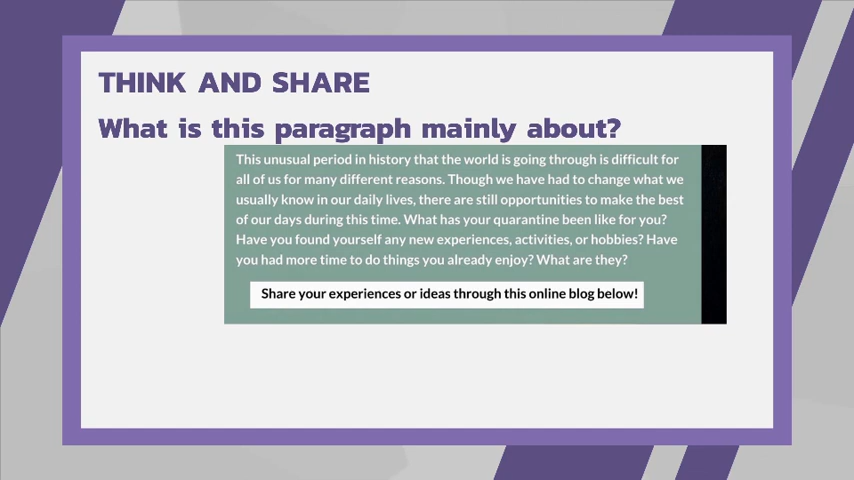 THINK AND SHARE
What is this paragraph mainly about?
This unusual period in history that the world is going through is difficult for
all of us for many different reasons. Though we have had to change what we
usually know in our daily lives, there are still opportunities to make the best
of our days during this time. What has your quarantine been like for you?
Have you found yourself any new experiences, activities, or hobbies? Have
you had more time to do things you already enjoy? What are they?
Share your experiences or ideas through this online blog below!